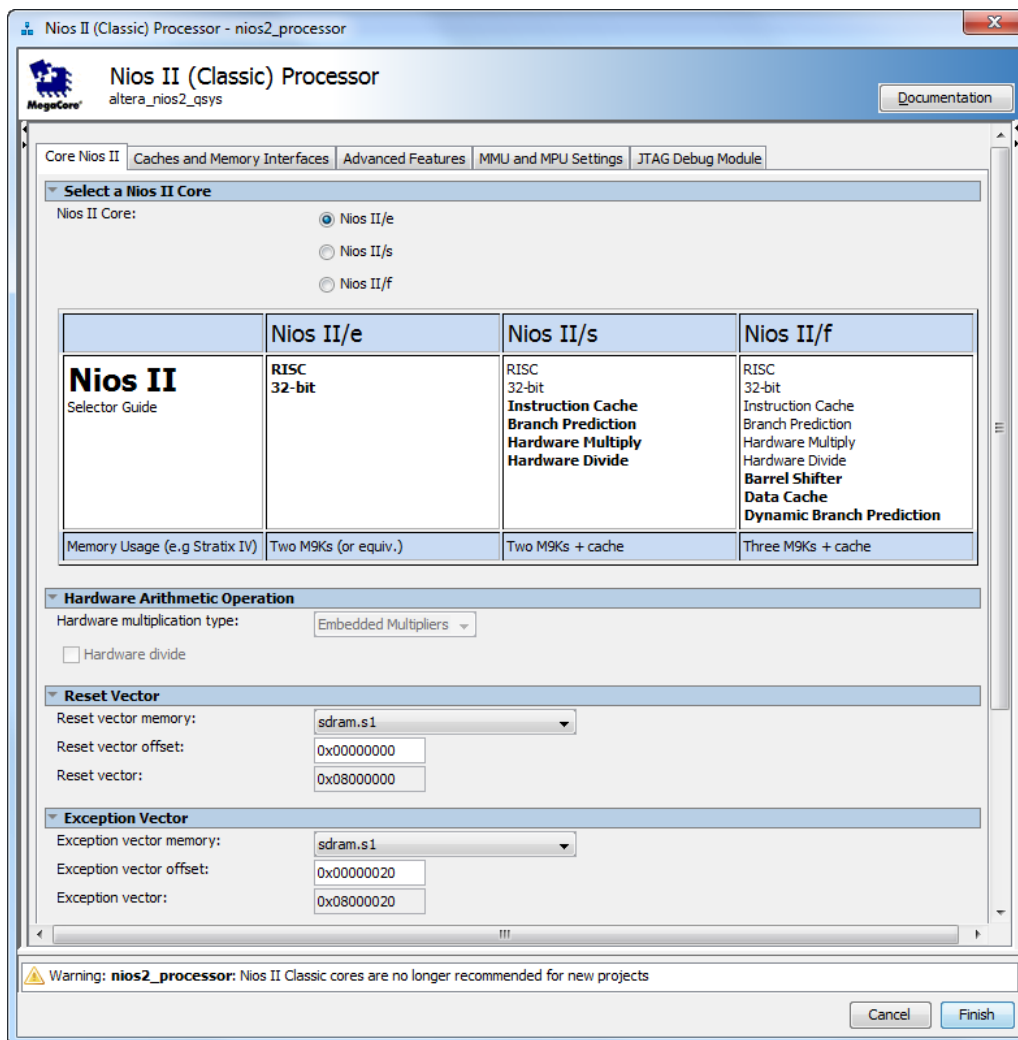 Nios II (Classic) Processor - nios2_processor
Nios II (Classic) Processor
altera_nios2_qsys
MegaCore®
Documentation
Core Nios II
Caches and Memory Interfaces
Advanced Features
MMU and MPU Settings
JTAG Debug Module
Select a Nios II Core
Nios II Core:
Nios II/e
Nios II/s
Nios II/f
Nios II/e
Nios II/s
Nios II/f
Nios II
Selector Guide
RISC
32-bit
RISC
32-bit
Instruction Cache
Branch Prediction
Hardware Multiply
Hardware Divide
RISC
32-bit
Instruction Cache
Branch Prediction
Hardware Multiply
Hardware Divide
Barrel Shifter
Data Cache
Dynamic Branch Prediction
Memory Usage (e.g Stratix IV)
Two M9Ks (or equiv.)
Two M9Ks + cache
Three M9Ks + cache
Hardware Arithmetic Operation
Hardware multiplication type:
Embedded Multipliers
Hardware divide
Reset Vector
Reset vector memory:
sdram.s1
Reset vector offset:
0x00000000
Reset vector:
0x08000000
Exception Vector
Exception vector memory:
sdram.s1
Exception vector offset:
0x00000020
Exception vector:
0x08000020
Warning: nios2_processor: Nios II Classic cores are no longer recommended for new projects
Cancel
Finish